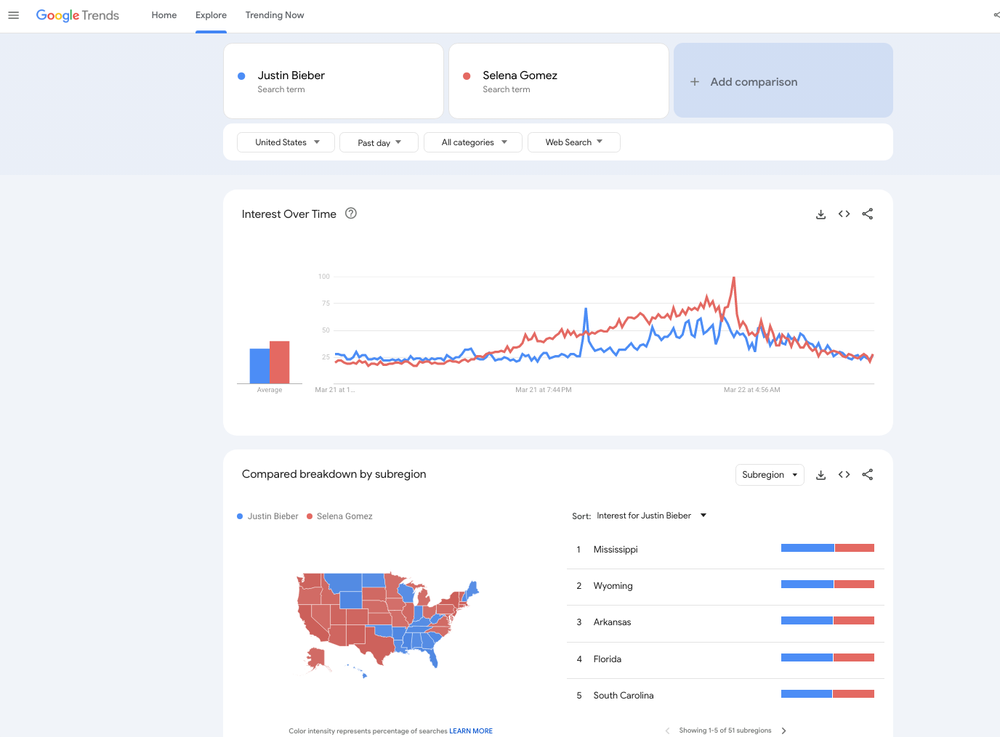 Google Trends Home Explore Trending Now
Justin Bieber
Search term
Selena Gomez
Search term
+ Add comparison
United States Past day All categories Web Search
Interest Over Time ?
100
75
50
25
Average
Mar 21 at 1... Mar 21 at 7:44 PM Mar 22 at 4:56 AM
Compared breakdown by subregion
Subregion
Justin Bieber Selena Gomez
Sort: Interest for Justin Bieber
1 Mississippi
2 Wyoming
3 Arkansas
4 Florida
5 South Carolina
Color intensity represents percentage of searches LEARN MORE
Showing 1-5 of 51 subregions